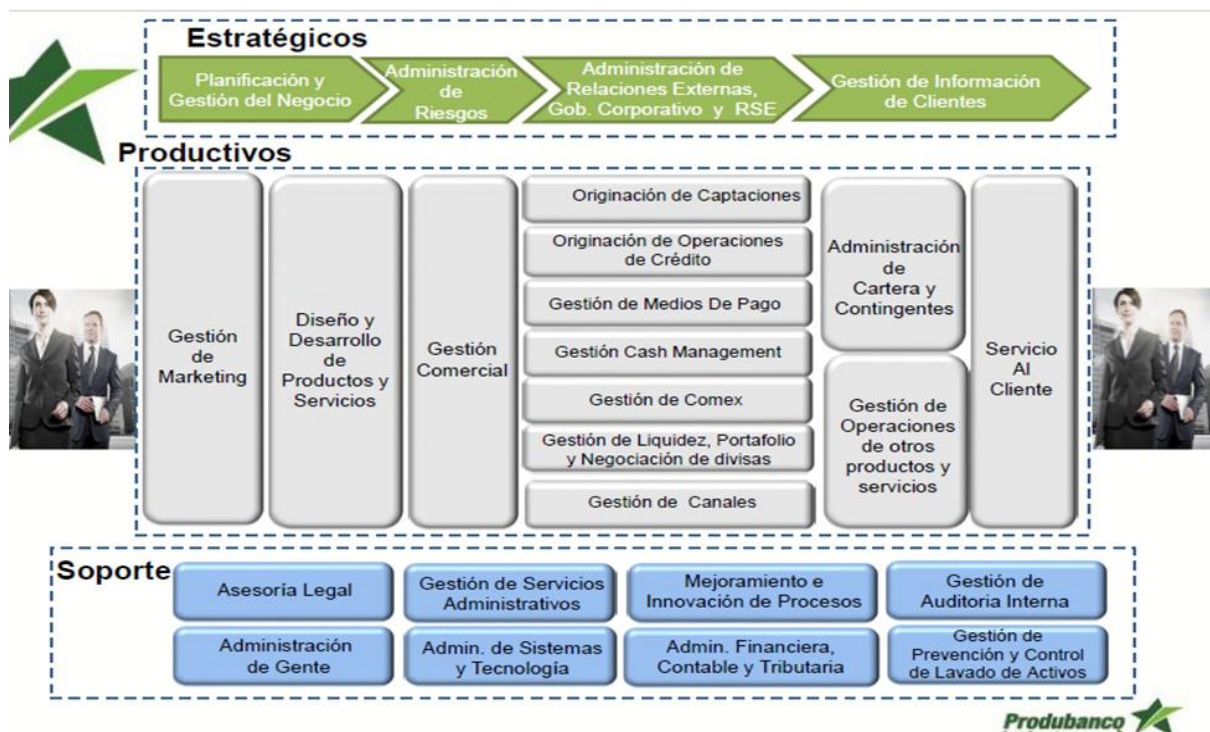 Estratégicos
Planificación y
Gestión del Negocio
Administración
de
Riesgos
Administración de
Relaciones Externas,
Gob. Corporativo y RSE
Gestión de Información
de Clientes
Productivos
Gestión
de
Marketing
Diseño y
Desarrollo
de
Productos y
Servicios
Gestión
Comercial
Originación de Captaciones
Originación de Operaciones
de Crédito
Gestión de Medios De Pago
Gestión Cash Management
Gestión de Comex
Gestión de Liquidez, Portafolio
y Negociación de divisas
Gestión de Canales
Administración
de
Cartera y
Contingentes
Gestión de
Operaciones
de otros
productos y
servicios
Servicio
Al
Cliente
Soporte
Asesoría Legal
Gestión de Servicios
Administrativos
Mejoramiento e
Innovación de Procesos
Gestión de
Auditoria Interna
Administración
de Gente
Admin. de Sistemas
y Tecnología
Admin. Financiera,
Contable y Tributaria
Gestión de
Prevención y Control
de Lavado de Activos
Produbanco